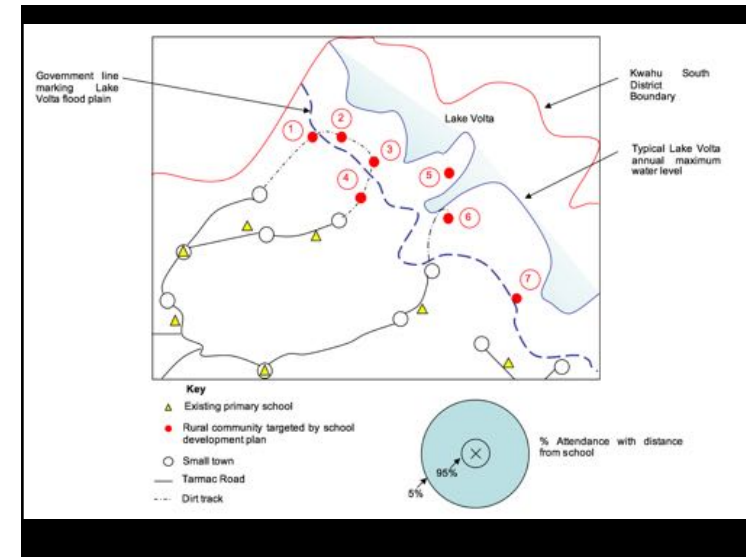 Government line
marking Lake
Volta flood plain
Kwahu South
District
Boundary
Lake Volta
Typical Lake Volta
annual maximum
water level
1
2
3
4
5
6
7
Key
Existing primary school
Rural community targeted by school
development plan
Small town
Tarmac Road
Dirt track
% Attendance with distance
from school
95%
5%